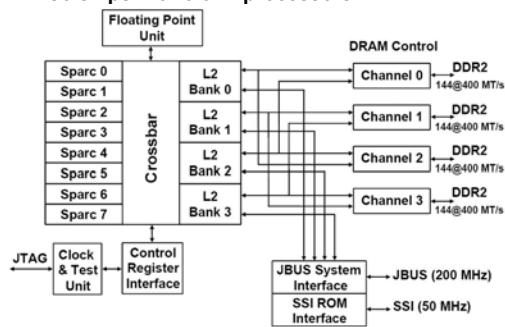 Floating Point
Unit
DRAM Control
Sparc 0
Sparc 1
Sparc 2
Sparc 3
Sparc 4
Sparc 5
Sparc 6
Sparc 7
Crossbar
L2
Bank 0
L2
Bank 1
L2
Bank 2
L2
Bank 3
Channel 0
DDR2
144@400 MT/s
Channel 1
DDR2
144@400 MT/s
Channel 2
DDR2
144@400 MT/s
Channel 3
DDR2
144@400 MT/s
JTAG
Clock
& Test
Unit
Control
Register
Interface
JBUS System
Interface
JBUS (200 MHz)
SSI ROM
Interface
SSI (50 MHz)